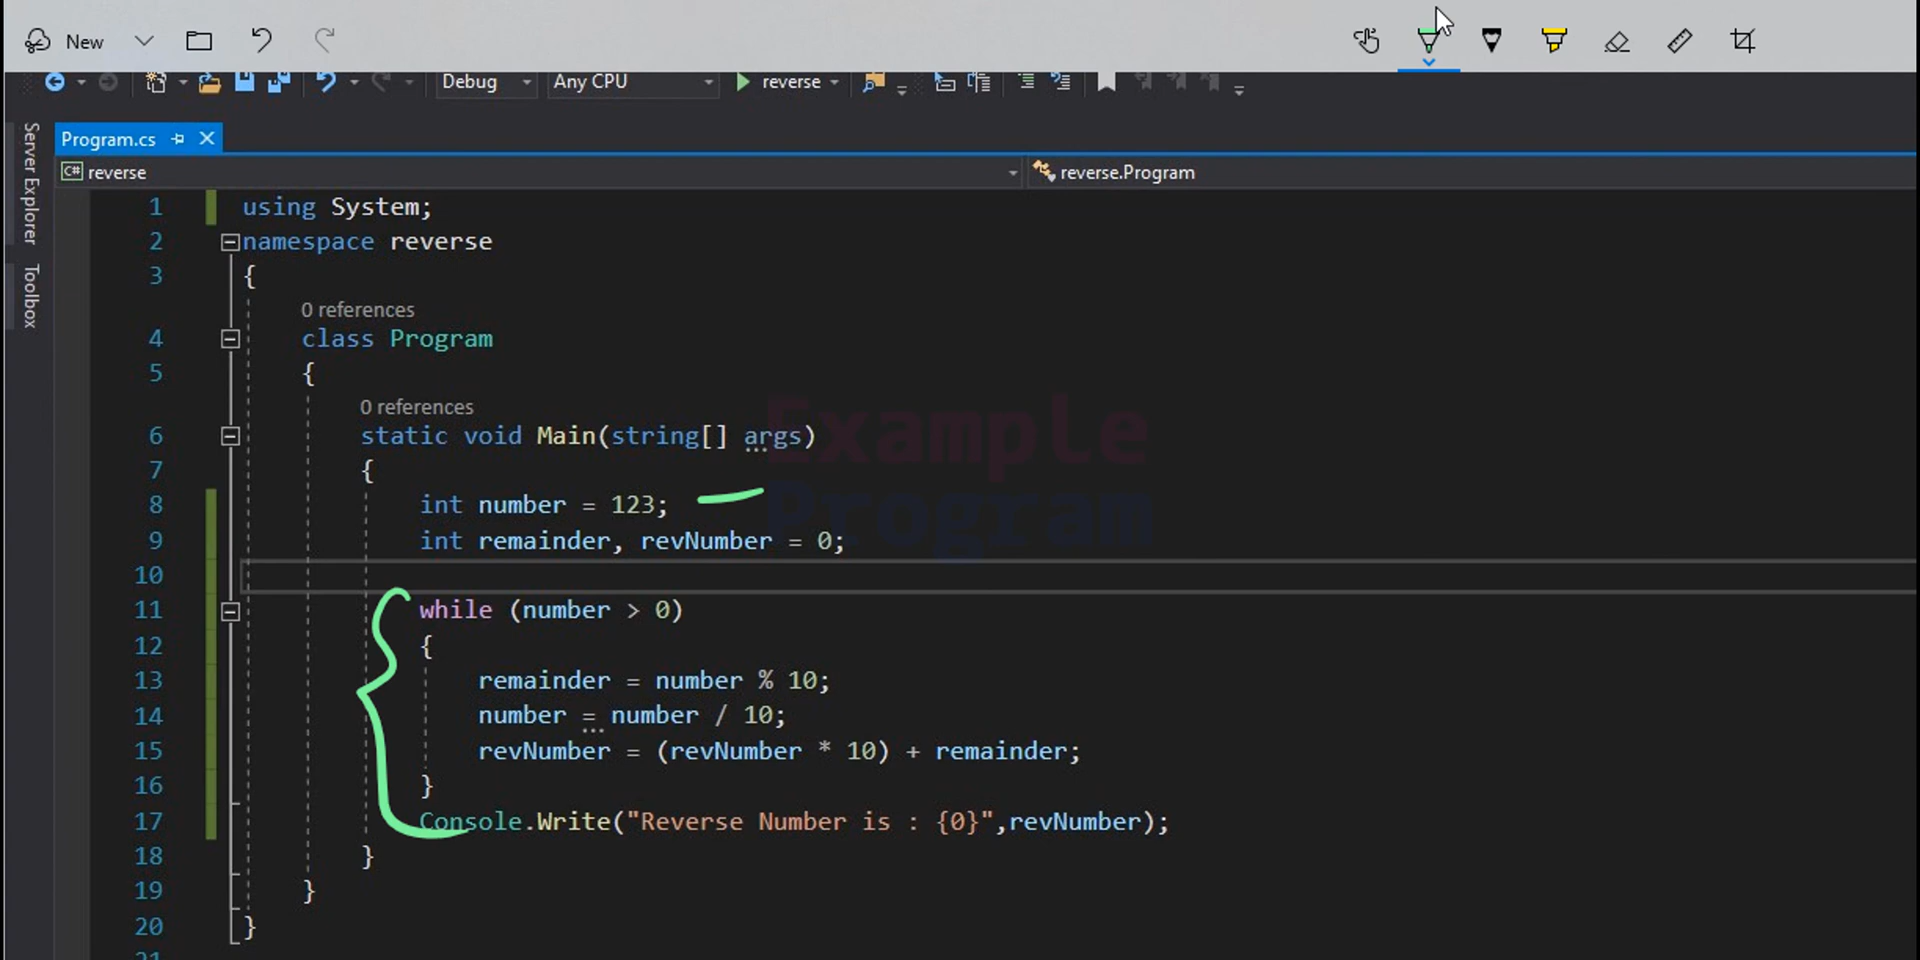 New
Debug
Any CPU
reverse
Server Explorer
Toolbox
Program.cs
C# reverse
reverse.Program
1 using System;
2 namespace reverse
3 {
0 references
4 class Program
5 {
0 references
6 static void Main(string[] args)
7 {
8 int number = 123;
9 int remainder, revNumber = 0;
10
11 while (number > 0)
12 {
13 remainder = number % 10;
14 number = number / 10;
15 revNumber = (revNumber * 10) + remainder;
16 }
17 Console.Write("Reverse Number is : {0}",revNumber);
18 }
19 }
20 }
21
Example
Program